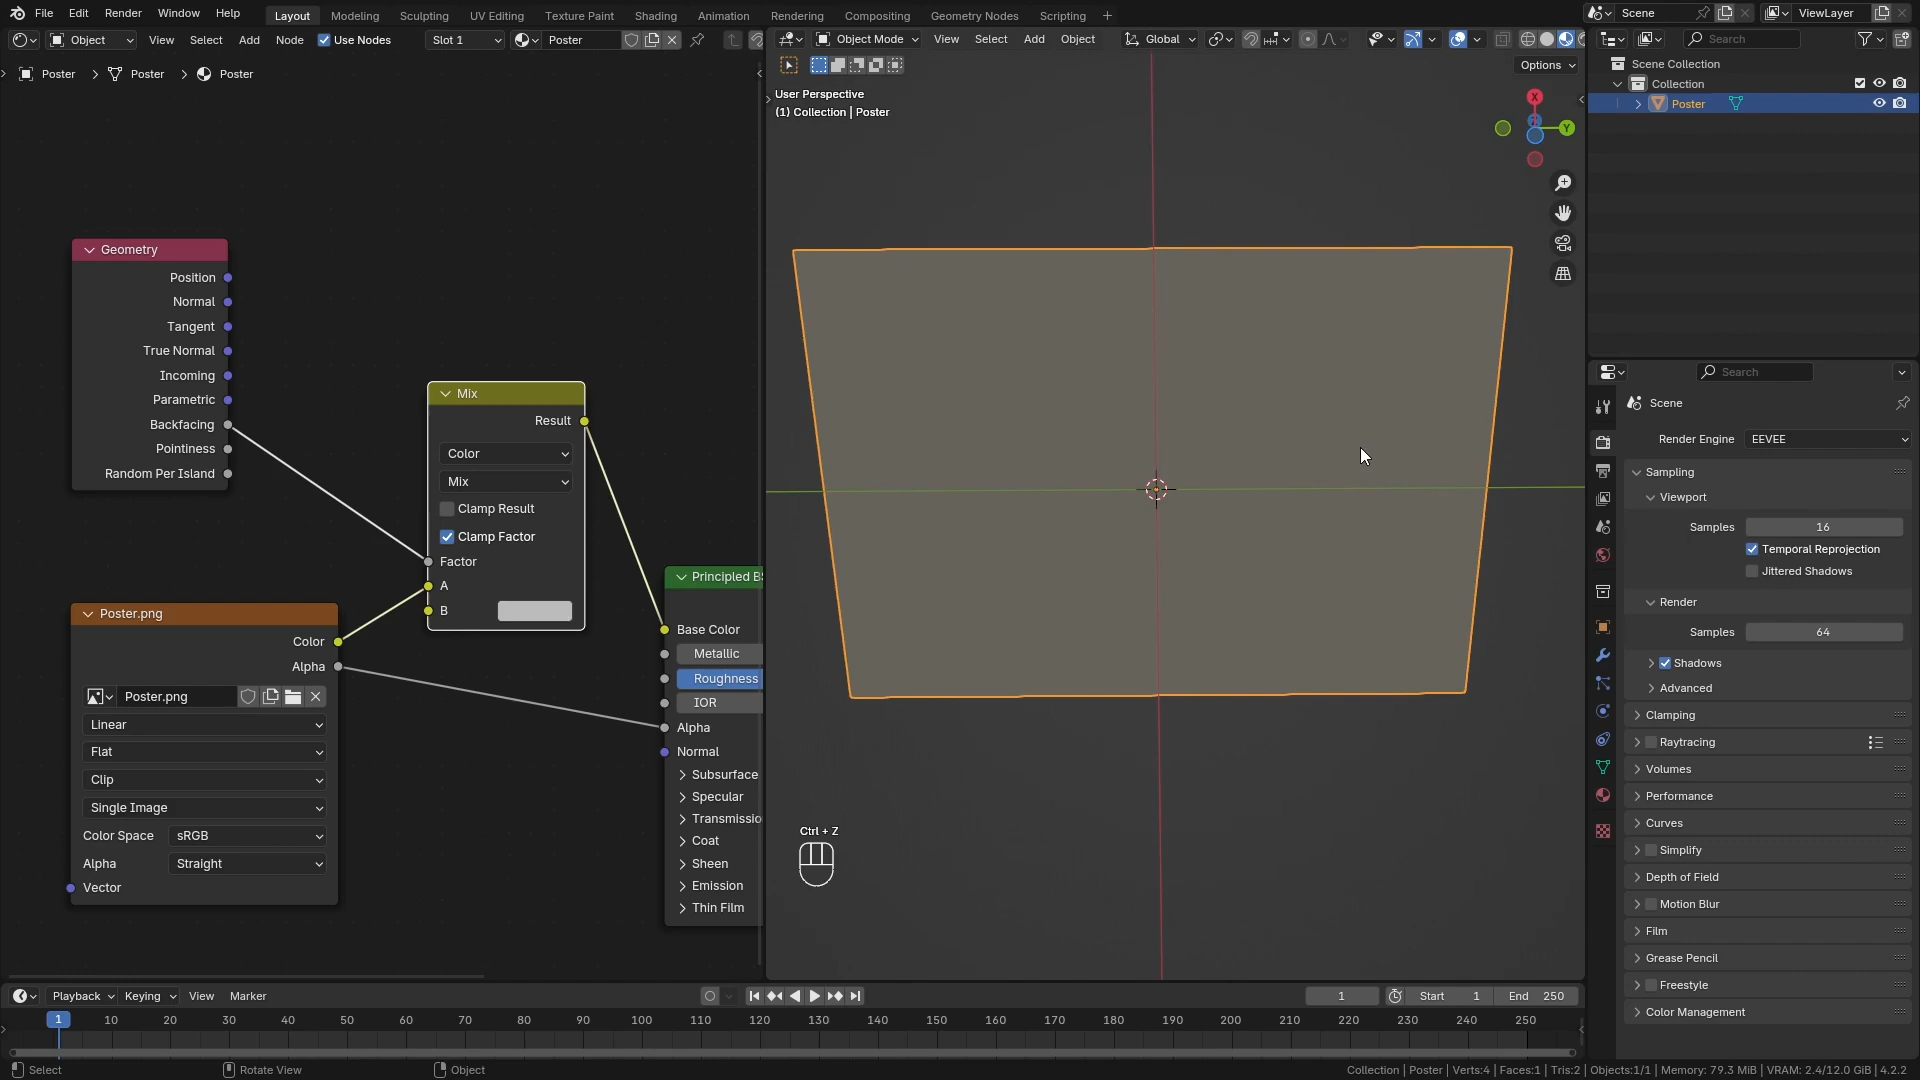 File Edit Render Window Help Layout Modeling Sculpting UV Editing Texture Paint Shading Animation Rendering Compositing Geometry Nodes Scripting + Scene ViewLayer
Object View Select Add Node Use Nodes Slot 1 Poster
Object Mode View Select Add Object Global
Search
Poster > Poster > Poster
Options
User Perspective
(1) Collection | Poster
X
Y
Scene Collection
Collection
Poster
Geometry
Position
Normal
Tangent
True Normal
Incoming
Parametric
Backfacing
Pointiness
Random Per Island
Mix
Result
Color
Mix
Clamp Result
Clamp Factor
Factor
A
B
Poster.png
Color
Alpha
Poster.png
Linear
Flat
Clip
Single Image
Color Space sRGB
Alpha Straight
Vector
Principled B
Base Color
Metallic
Roughness
IOR
Alpha
Normal
Subsurface
Specular
Transmissio
Coat
Sheen
Emission
Thin Film
Ctrl + Z
Search
Scene
Render Engine EEVEE
Sampling
Viewport
Samples 16
Temporal Reprojection
Jittered Shadows
Render
Samples 64
Shadows
Advanced
Clamping
Raytracing
Volumes
Performance
Curves
Simplify
Depth of Field
Motion Blur
Film
Grease Pencil
Freestyle
Color Management
Playback Keying View Marker 1 Start 1 End 250
1 10 20 30 40 50 60 70 80 90 100 110 120 130 140 150 160 170 180 190 200 210 220 230 240 250
Select Rotate View Object Collection | Poster | Verts:4 | Faces:1 | Tris:2 | Objects:1/1 | Memory: 79.3 MiB | VRAM: 2.4/12.0 GiB | 4.2.2